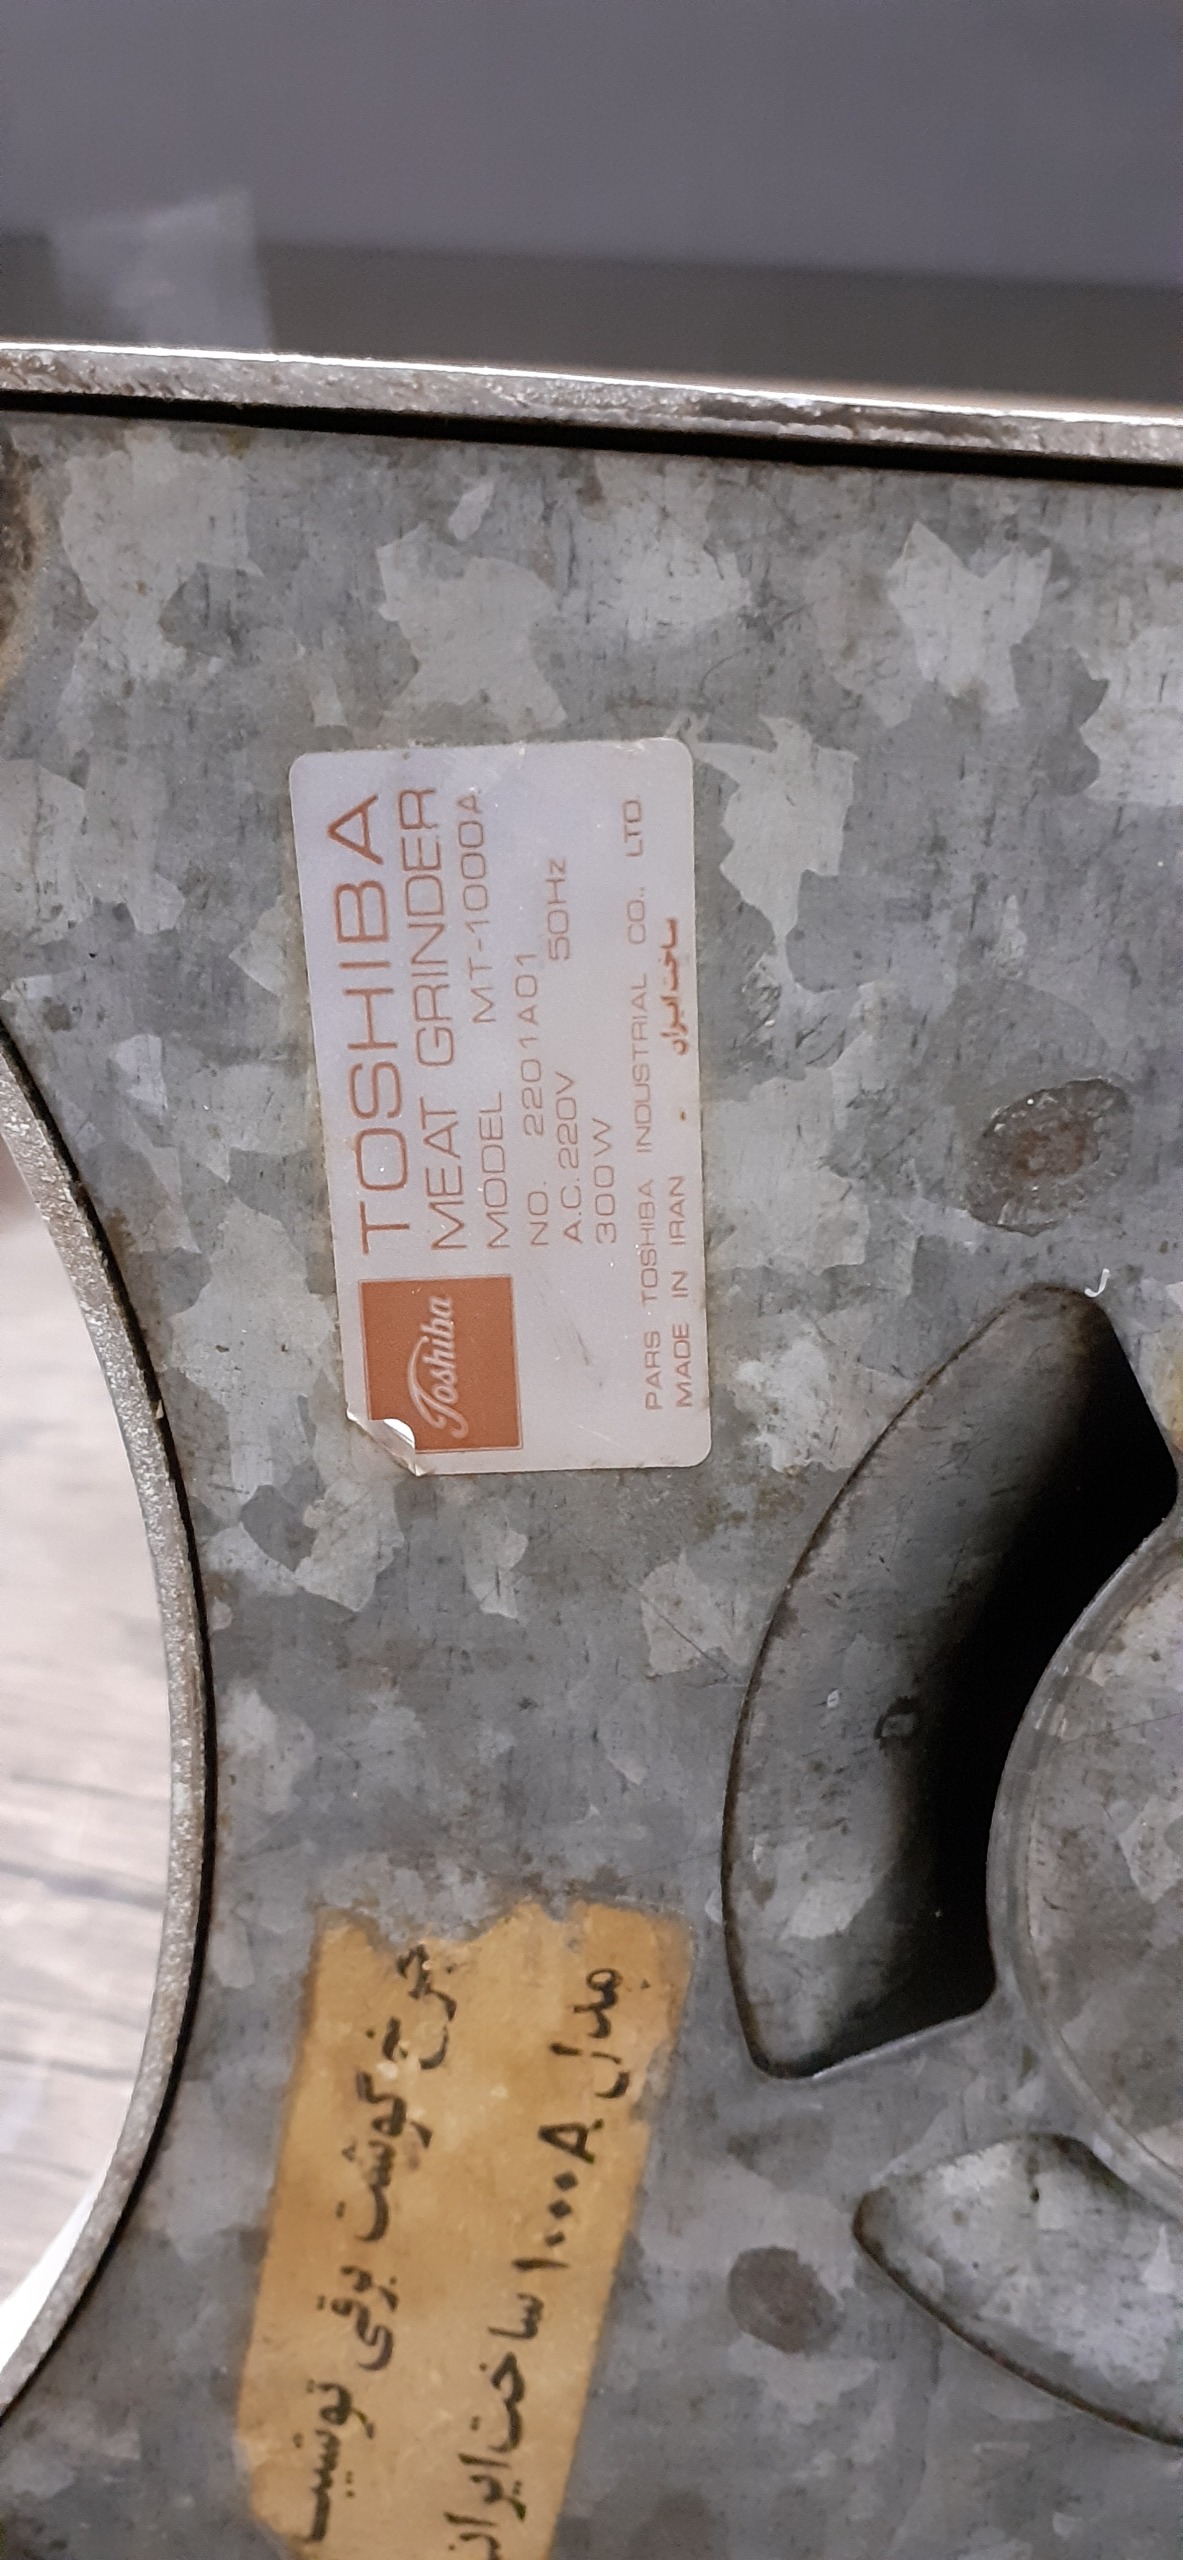 Toshiba
TOSHIBA
MEAT GRINDER
MODEL MT-1000A
NO. 2201A01
A.C.220V 50Hz
300W
PARS TOSHIBA INDUSTRIAL CO., LTD.
MADE IN IRAN - ساخت ایران
چرخ گوشت برقی توشیبا
مدل ۱۰۰۰A ساخت ایران